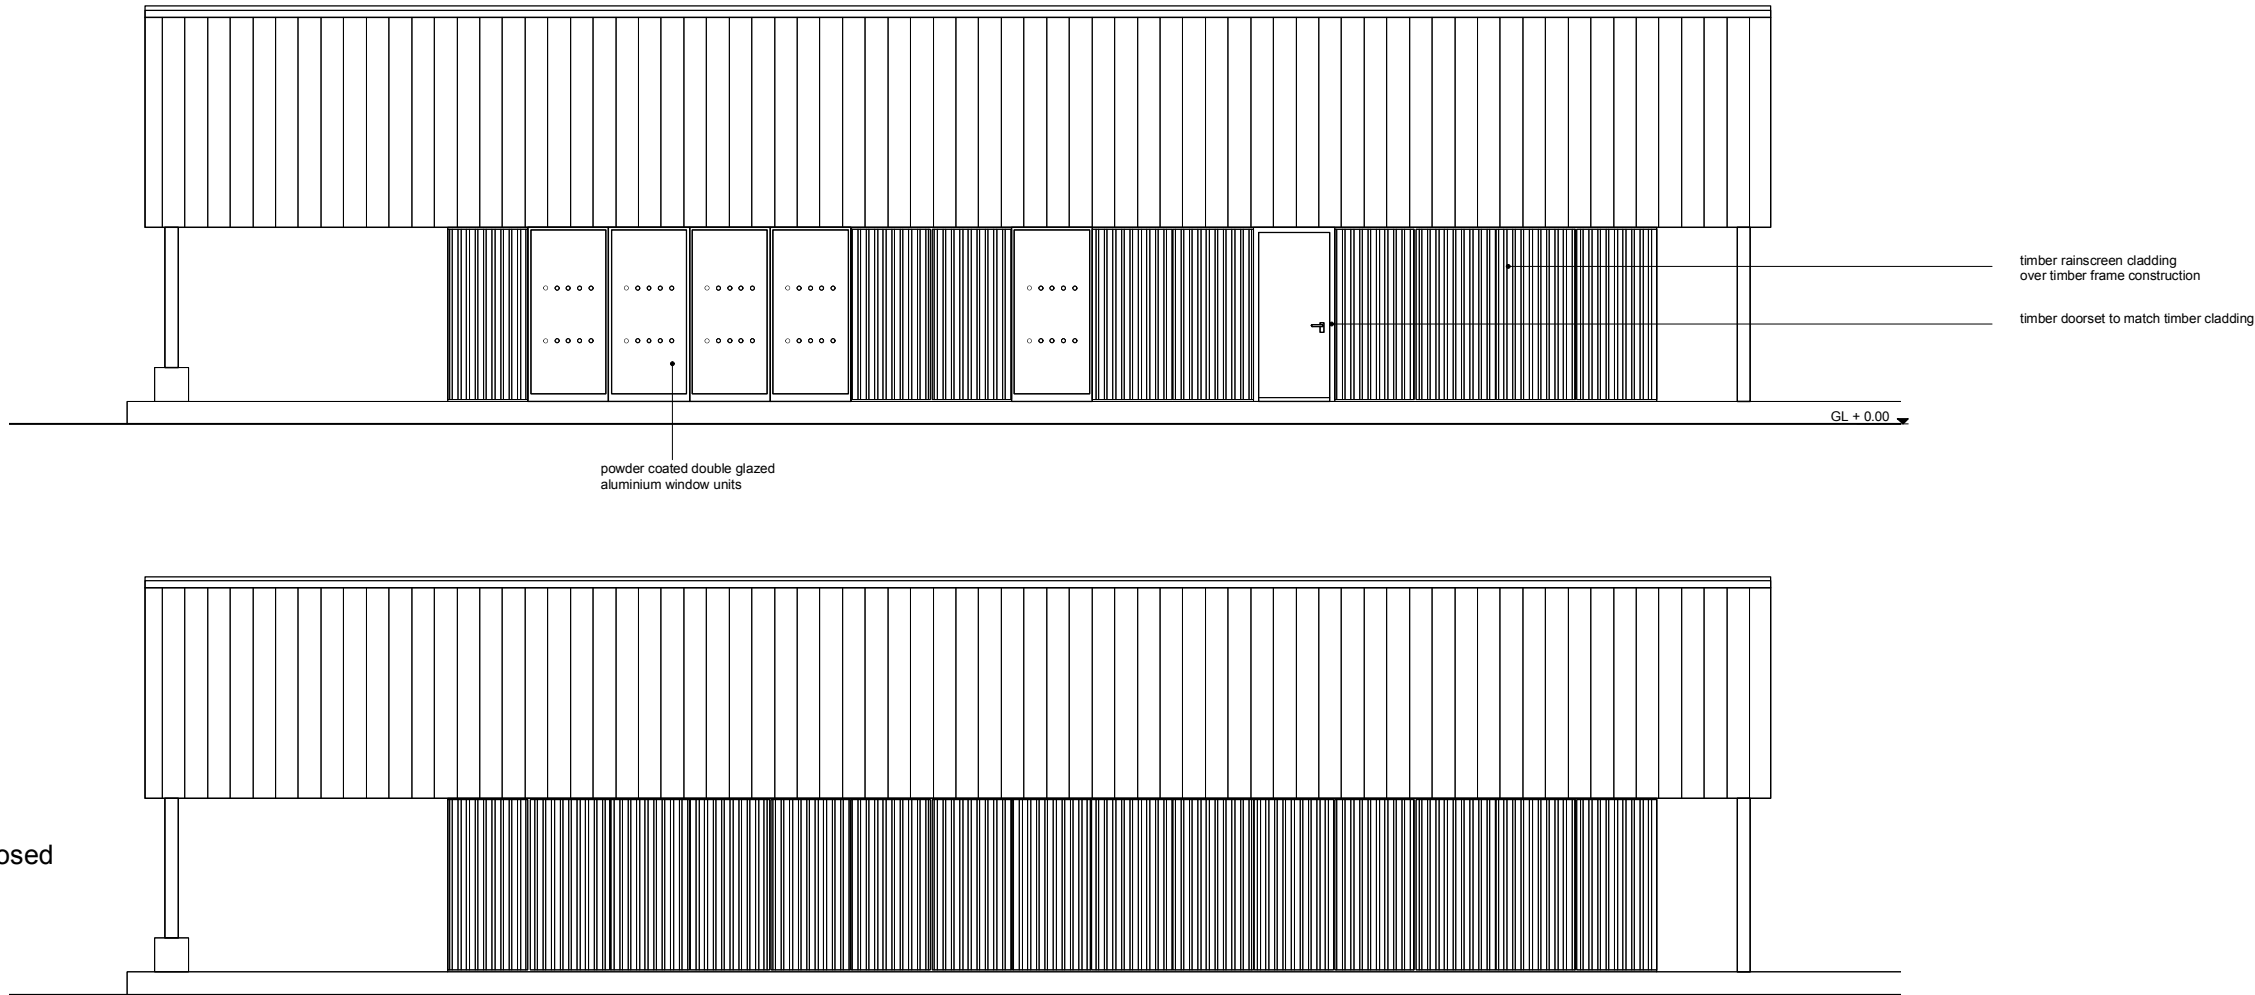 timber rainscreen cladding
over timber frame construction
timber doorset to match timber cladding
GL + 0.00
powder coated double glazed
aluminium window units
osed